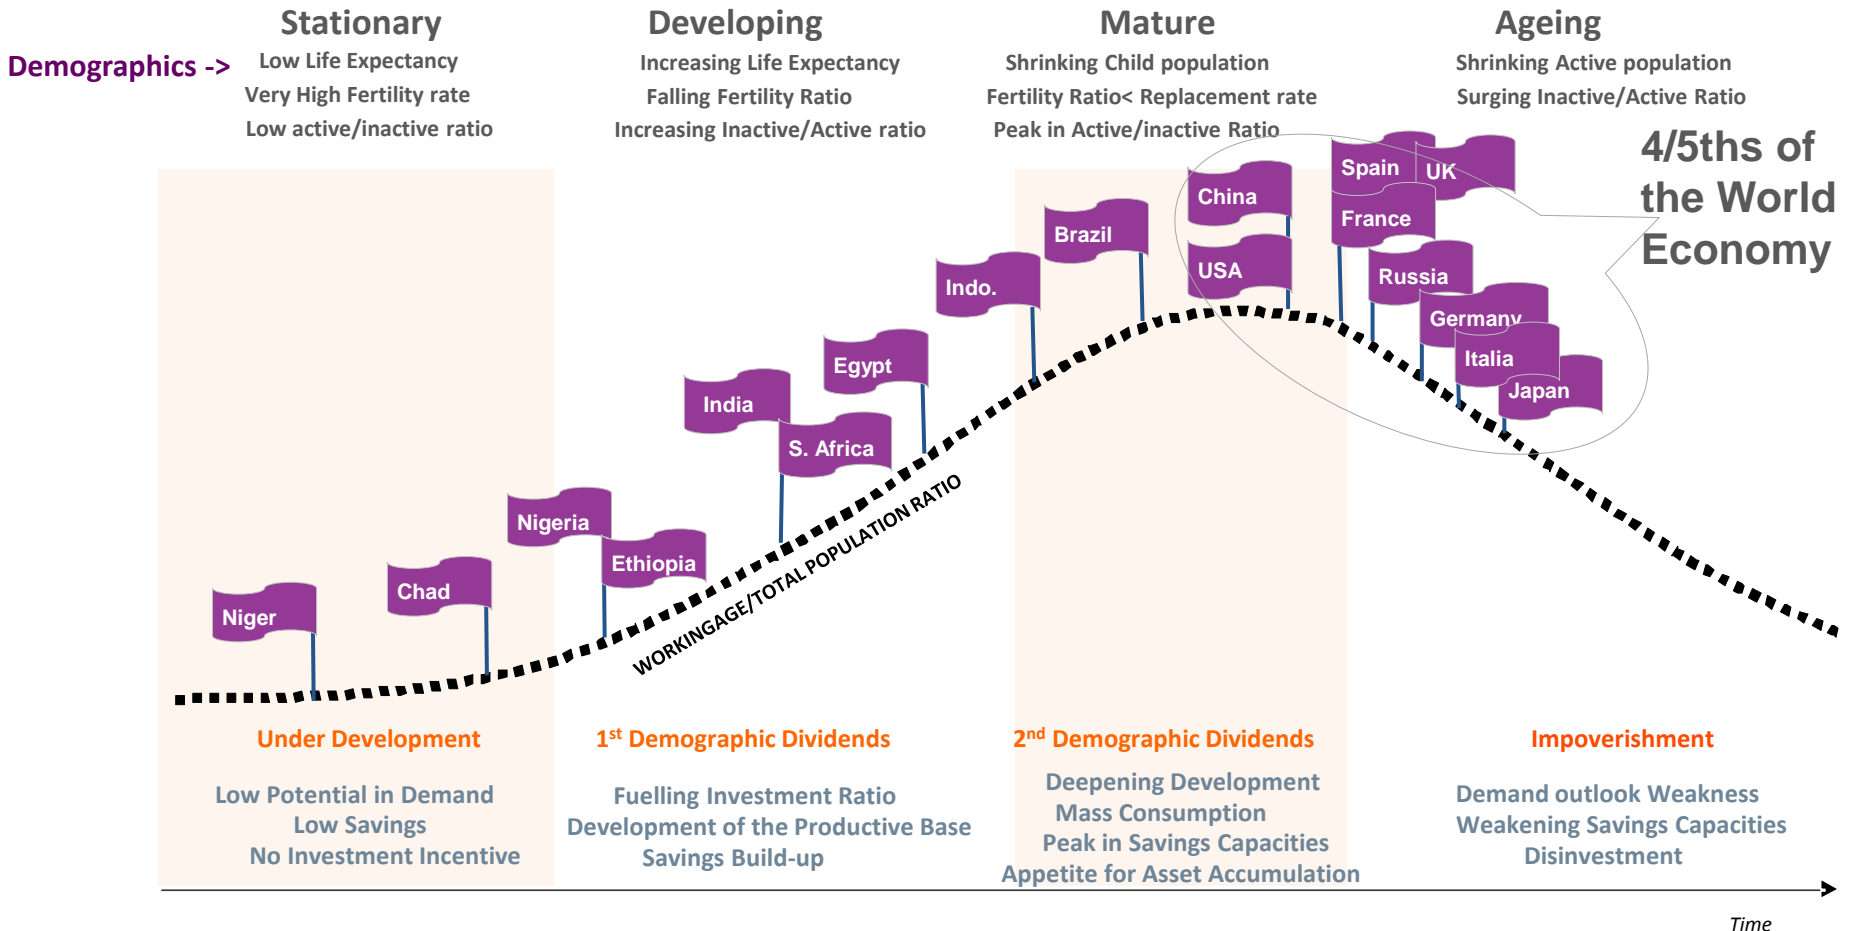 Stationary
Developing
Mature
Ageing
Demographics ->
Low Life Expectancy
Very High Fertility rate
Low active/inactive ratio
Increasing Life Expectancy
Falling Fertility Ratio
Increasing Inactive/Active ratio
Shrinking Child population
Fertility Ratio< Replacement rate
Peak in Active/inactive Ratio
Shrinking Active population
Surging Inactive/Active Ratio
4/5ths of
the World
Economy
Niger
Chad
Nigeria
Ethiopia
India
S. Africa
Egypt
Indo.
Brazil
China
USA
Spain
UK
France
Russia
Germany
Italia
Japan
WORKINGAGE/TOTAL POPULATION RATIO
Under Development
Low Potential in Demand
Low Savings
No Investment Incentive
1st Demographic Dividends
Fuelling Investment Ratio
Development of the Productive Base
Savings Build-up
2nd Demographic Dividends
Deepening Development
Mass Consumption
Peak in Savings Capacities
Appetite for Asset Accumulation
Impoverishment
Demand outlook Weakness
Weakening Savings Capacities
Disinvestment
Time